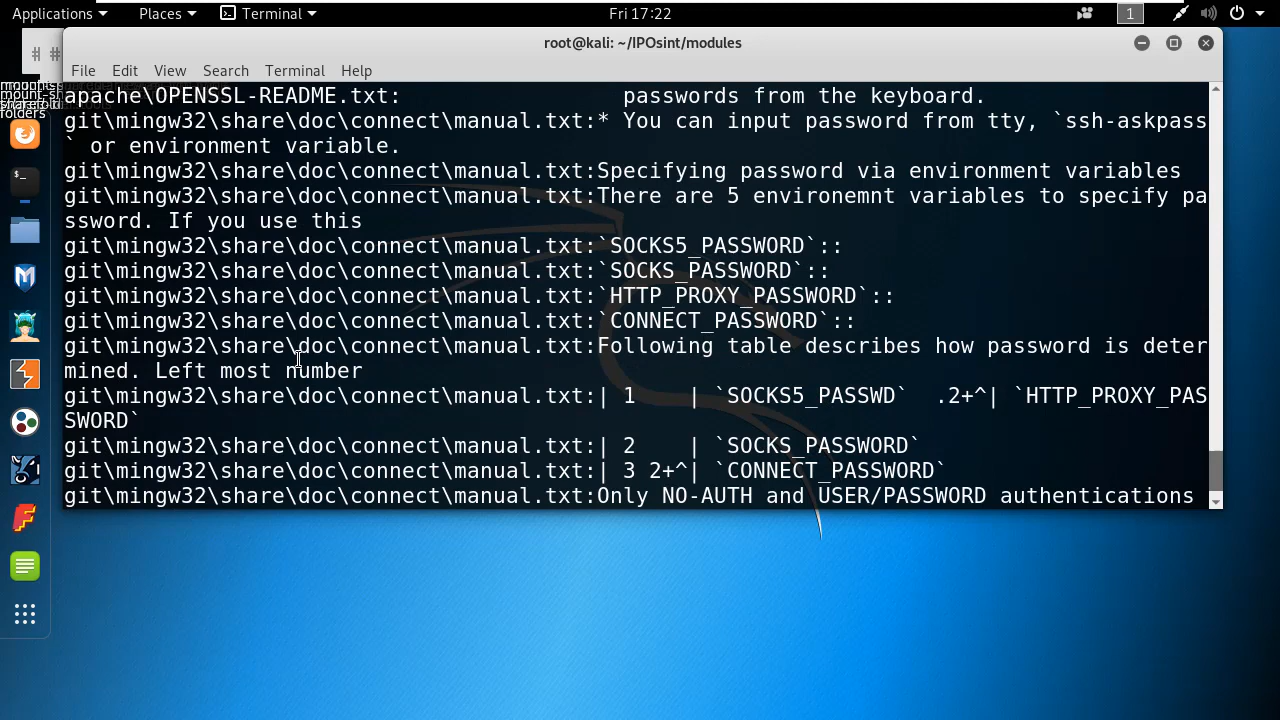 Applications Places Terminal Fri 17:22 1
# #
root@kali: ~/IPOsint/modules
File Edit View Search Terminal Help
mount-sh
folders
apache\OPENSSL-README.txt:                 passwords from the keyboard.
git\mingw32\share\doc\connect\manual.txt:* You can input password from tty, `ssh-askpass
` or environment variable.
git\mingw32\share\doc\connect\manual.txt:Specifying password via environment variables
git\mingw32\share\doc\connect\manual.txt:There are 5 environemnt variables to specify pa
ssword. If you use this
git\mingw32\share\doc\connect\manual.txt:`SOCKS5_PASSWORD`::
git\mingw32\share\doc\connect\manual.txt:`SOCKS_PASSWORD`::
git\mingw32\share\doc\connect\manual.txt:`HTTP_PROXY_PASSWORD`::
git\mingw32\share\doc\connect\manual.txt:`CONNECT_PASSWORD`::
git\mingw32\share\doc\connect\manual.txt:Following table describes how password is deter
mined. Left most number
git\mingw32\share\doc\connect\manual.txt:| 1    | `SOCKS5_PASSWD`  .2+^| `HTTP_PROXY_PAS
SWORD`
git\mingw32\share\doc\connect\manual.txt:| 2    | `SOCKS_PASSWORD`
git\mingw32\share\doc\connect\manual.txt:| 3 2+^| `CONNECT_PASSWORD`
git\mingw32\share\doc\connect\manual.txt:Only NO-AUTH and USER/PASSWORD authentications